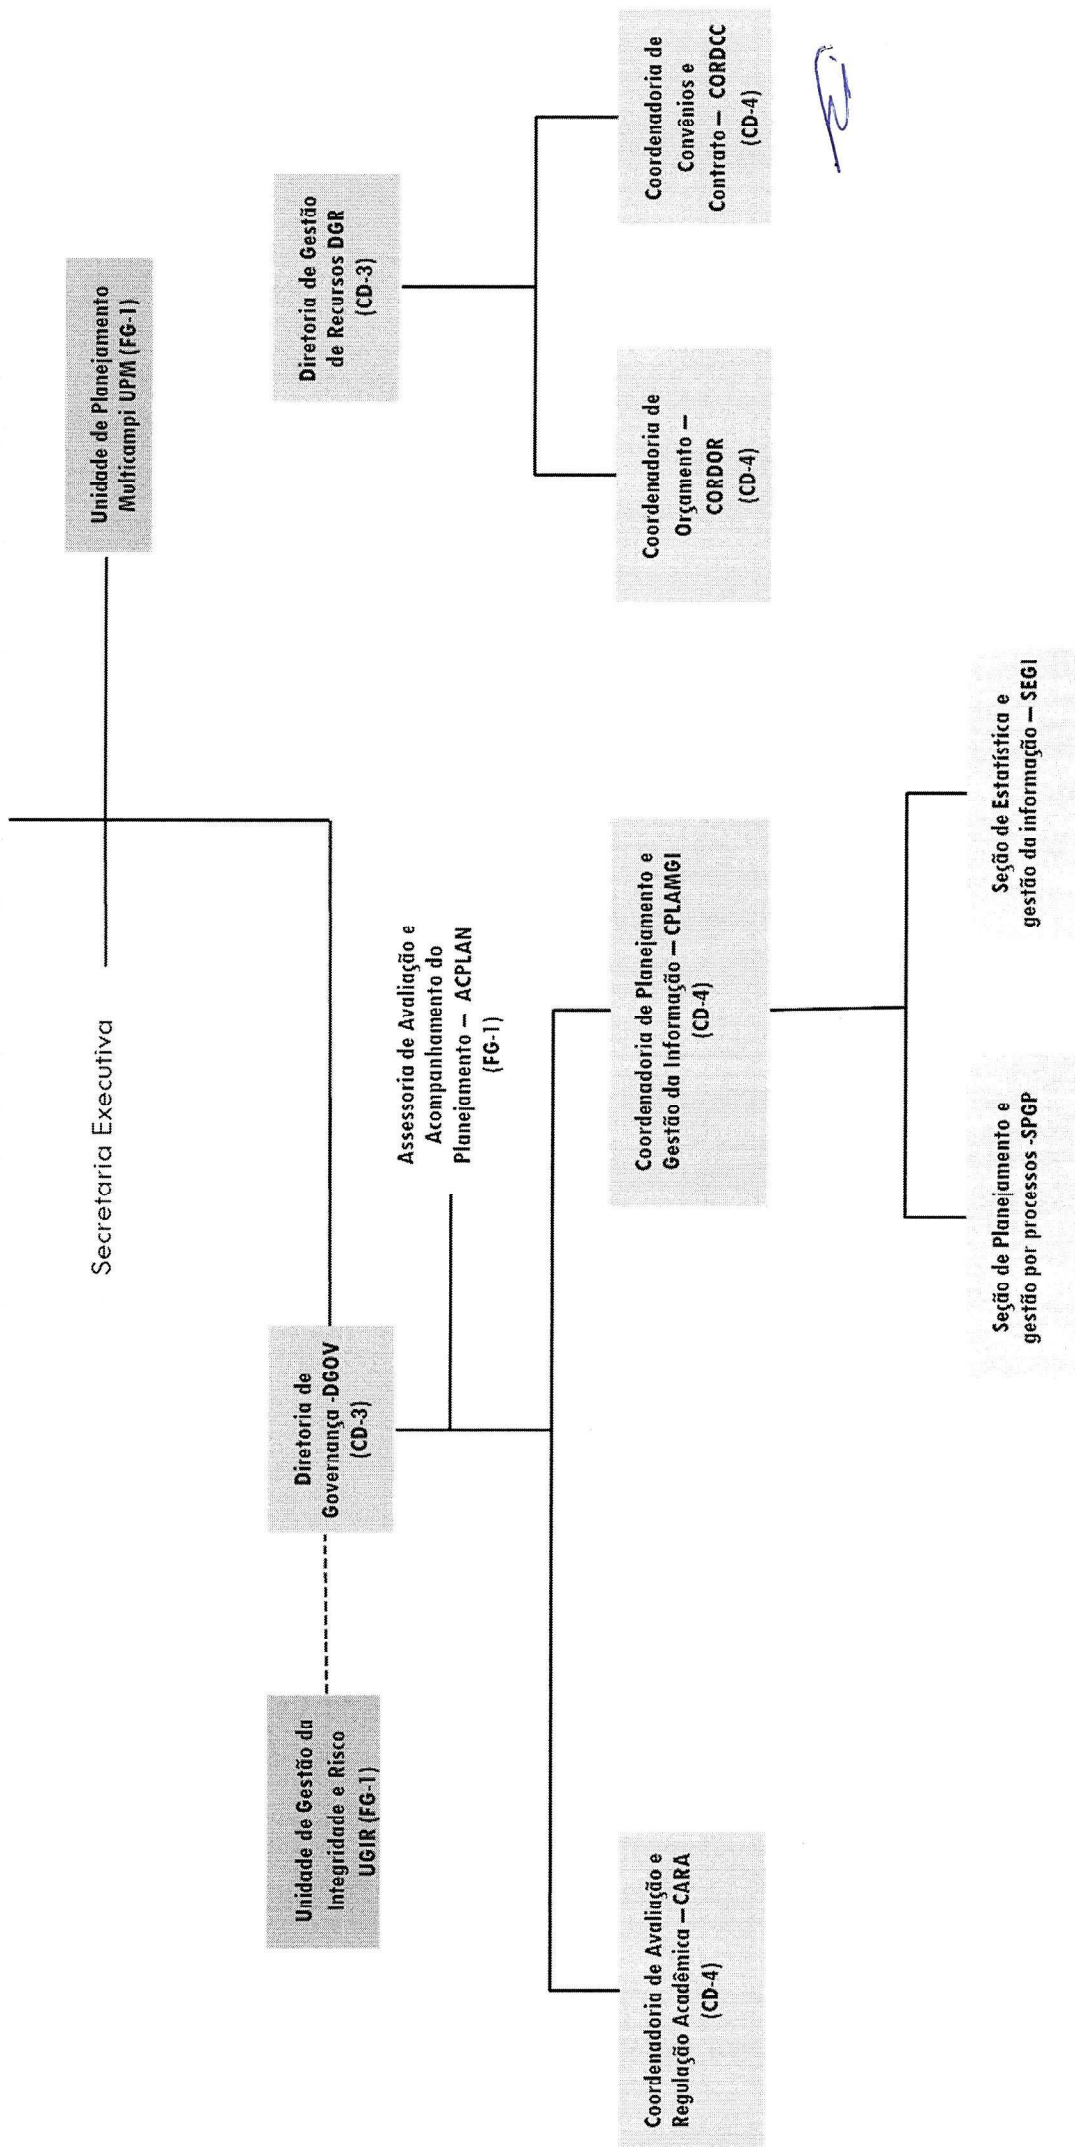 Secretaria Executiva
Unidade de Planejamento
Multicampi UPM (FG-1)
Unidade de Gestão da
Integridade e Risco
UGIR (FG-1)
Diretoria de
Governança -DGOV
(CD-3)
Diretoria de Gestão
de Recursos DGR
(CD-3)
Assessoria de Avaliação e
Acompanhamento do
Planejamento — ACPLAN
(FG-1)
Coordenadoria de Avaliação e
Regulação Acadêmica — CARA
(CD-4)
Coordenadoria de Planejamento e
Gestão da Informação — CPLAMGI
(CD-4)
Coordenadoria de
Orçamento —
CORDOR
(CD-4)
Coordenadoria de
Convênios e
Contrato — CORDCC
(CD-4)
Seção de Planejamento e
gestão por processos -SPGP
Seção de Estatística e
gestão da informação — SEGI